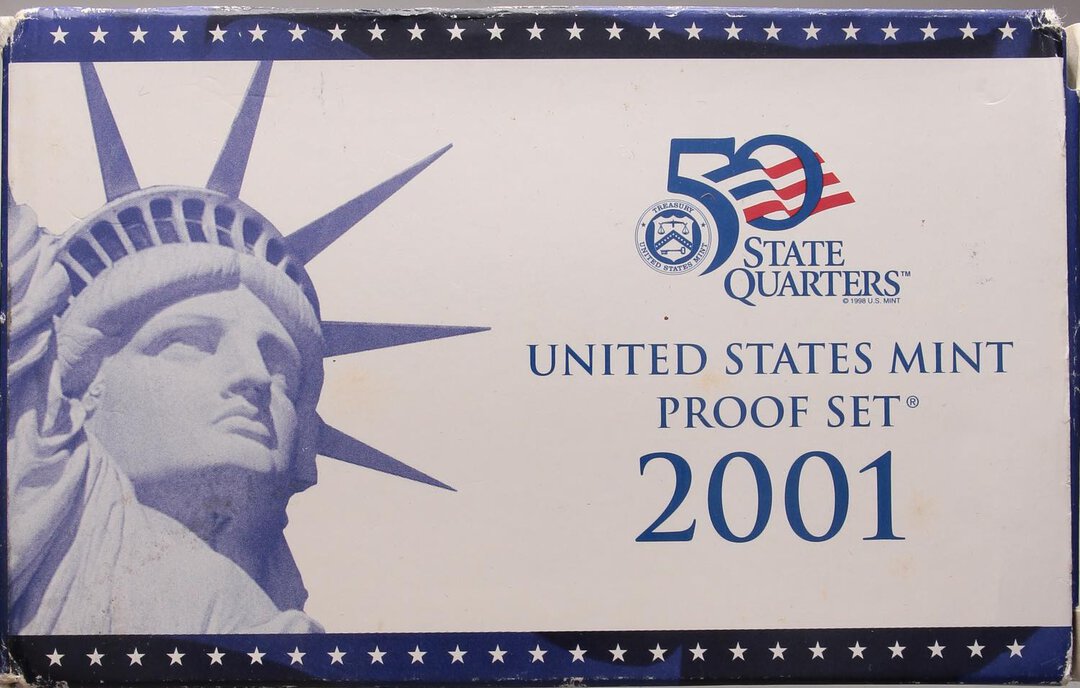 50
TREASURY
UNITED STATES MINT
STATE
QUARTERS™
© 1998 U.S. MINT
UNITED STATES MINT
PROOF SET®
2001